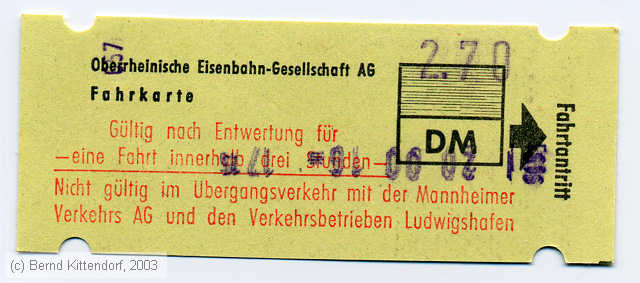 2.70
Oberrheinische Eisenbahn-Gesellschaft AG
Fahrkarte
DM
Fahrtantritt
Gültig nach Entwertung für
—eine Fahrt innerhalb drei Stunden—
Nicht gültig im Übergangsverkehr mit der Mannheimer
Verkehrs AG und den Verkehrsbetrieben Ludwigshafen
(c) Bernd Kittendorf, 2003